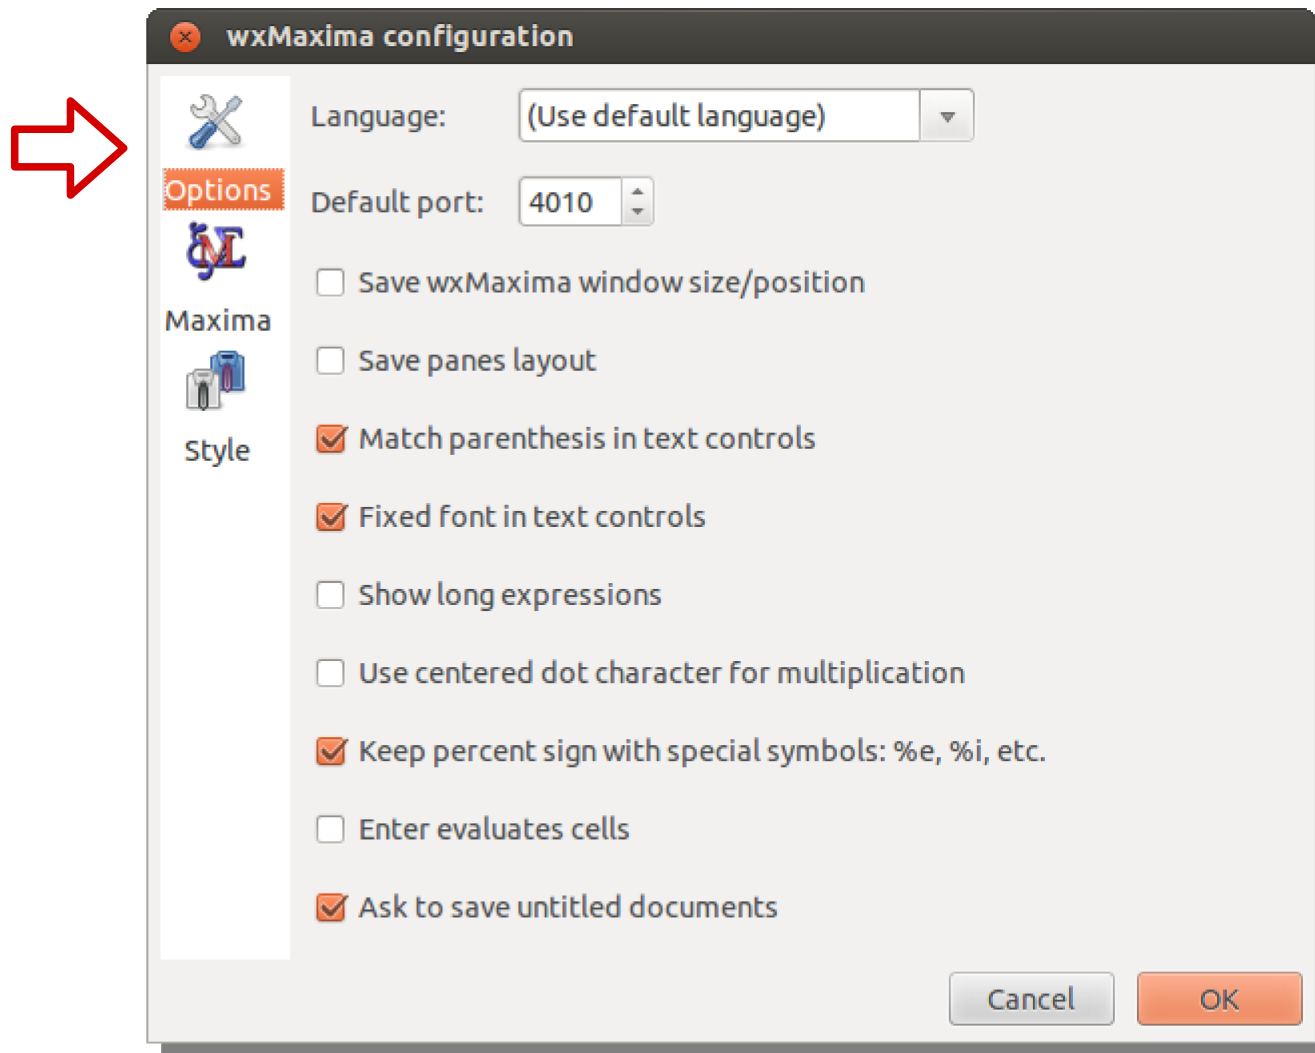 wxMaxima configuration
Options
Maxima
Style
Language: (Use default language)
Default port: 4010
Save wxMaxima window size/position
Save panes layout
Match parenthesis in text controls
Fixed font in text controls
Show long expressions
Use centered dot character for multiplication
Keep percent sign with special symbols: %e, %i, etc.
Enter evaluates cells
Ask to save untitled documents
Cancel OK